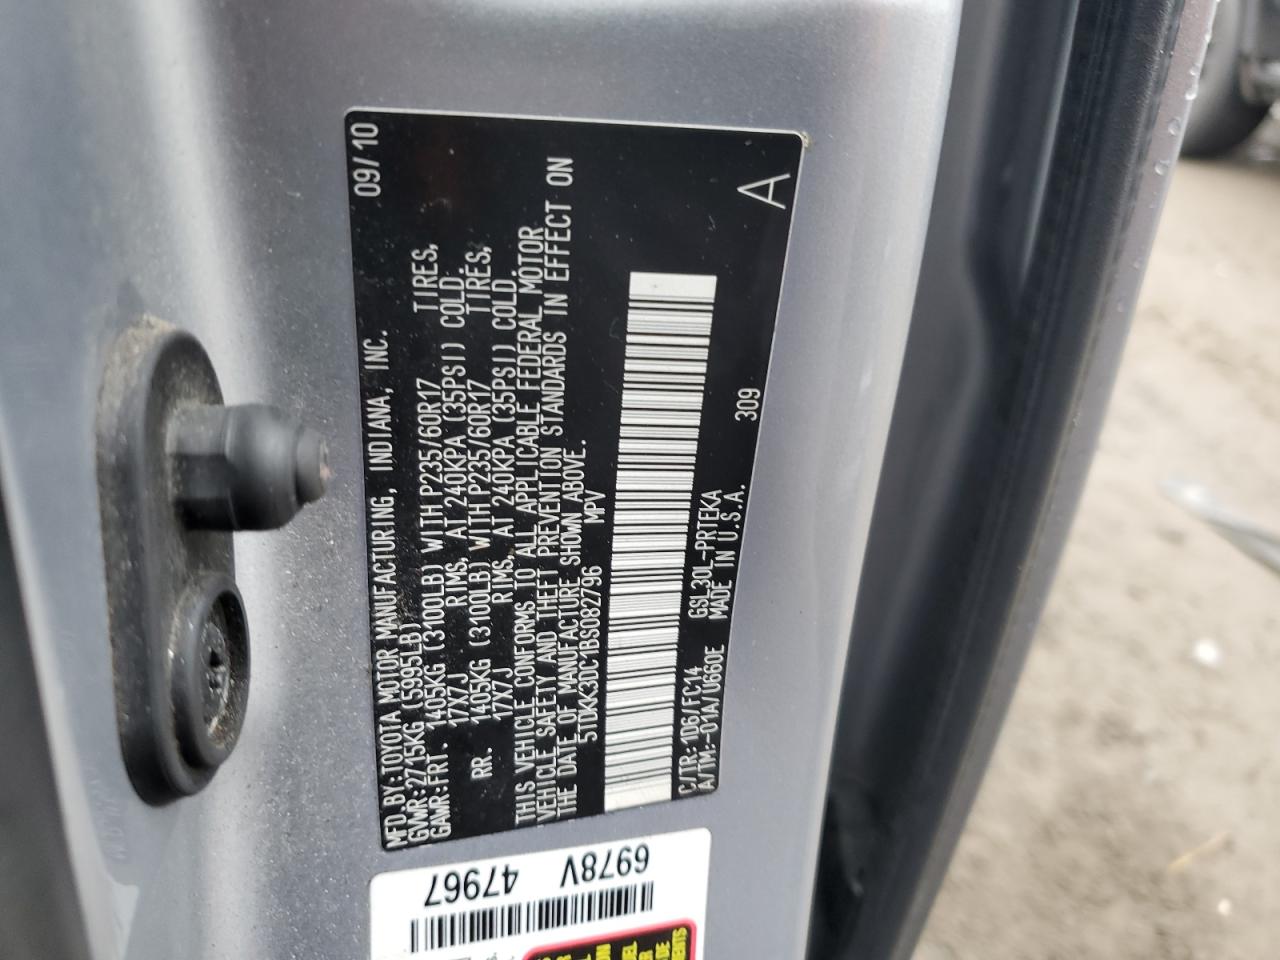 MFD.BY:TOYOTA MOTOR MANUFACTURING, INDIANA, INC. 09/10
GVWR:2715KG (5995LB)
GAWR:FRT. 1405KG (3100LB) WITH P235/60R17 TIRES,
17X7J RIMS, AT 240KPA (35PSI) COLD.
RR. 1405KG (3100LB) WITH P235/60R17 TIRES,
17X7J RIMS, AT 240KPA (35PSI) COLD.
THIS VEHICLE CONFORMS TO ALL APPLICABLE FEDERAL MOTOR
VEHICLE SAFETY AND THEFT PREVENTION STANDARDS IN EFFECT ON
THE DATE OF MANUFACTURE SHOWN ABOVE.
5TDKK3DC1BS082796 MPV
C/TR:1D6/FC14 GSL30L-PRTEKA 309
A/TM:-01A/U660E MADE IN U.S.A. A
6978V 47967